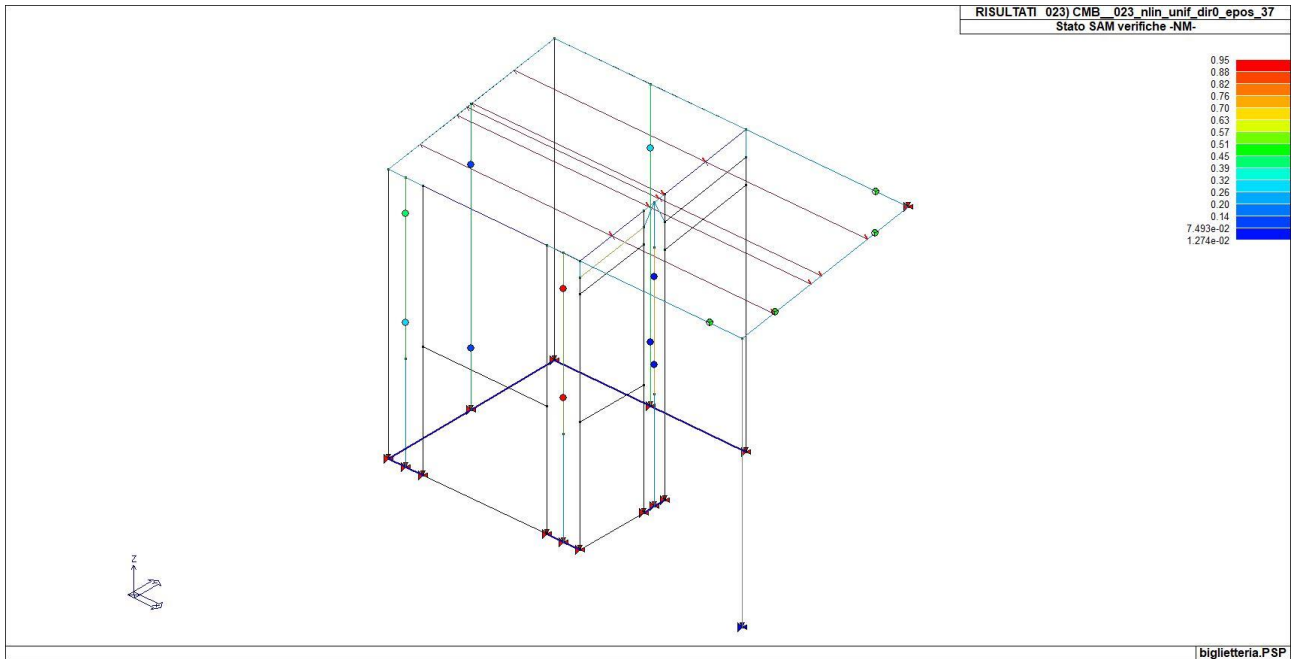 RISULTATI 023) CMB__023_nlin_unif_dir0_epos_37
Stato SAM verifiche -NM-
0.95
0.88
0.82
0.76
0.70
0.63
0.57
0.51
0.45
0.39
0.32
0.26
0.20
0.14
7.493e-02
1.274e-02
Z
biglietteria.PSP